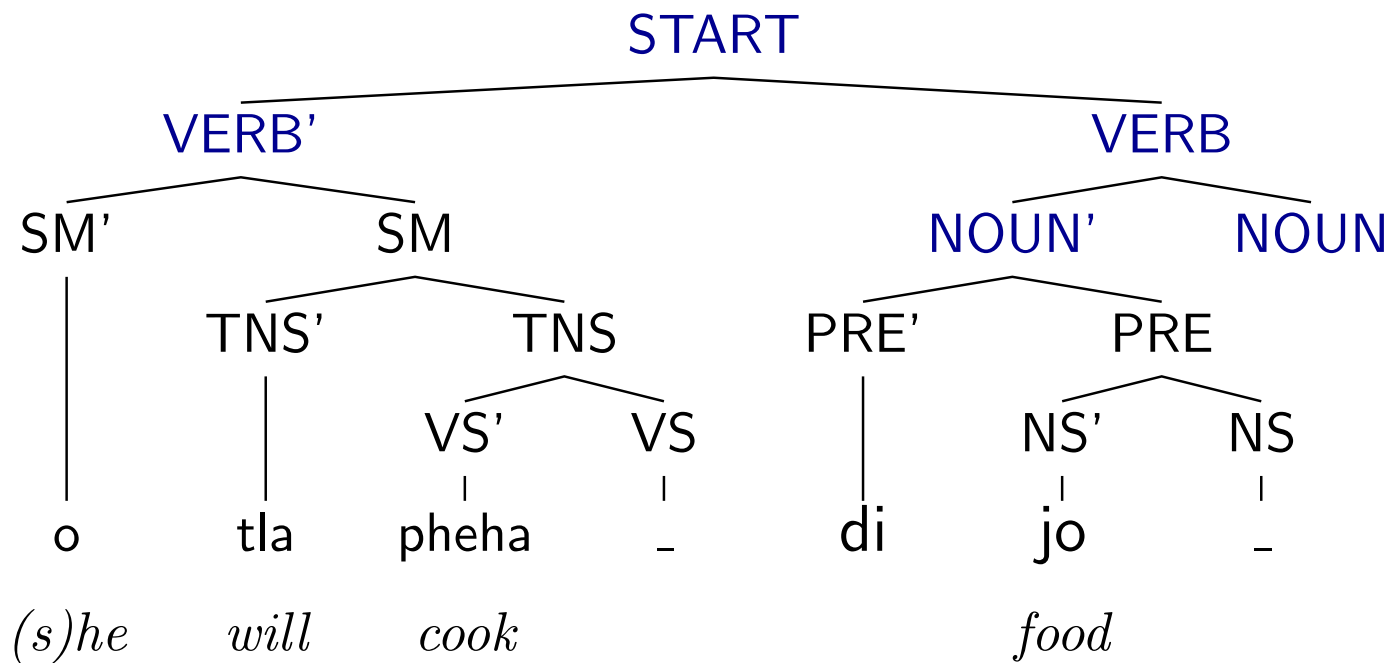 START
VERB' VERB
SM' SM NOUN' NOUN
TNS' TNS PRE' PRE
VS' VS NS' NS
o tla pheha _ di jo _
(s)he will cook food